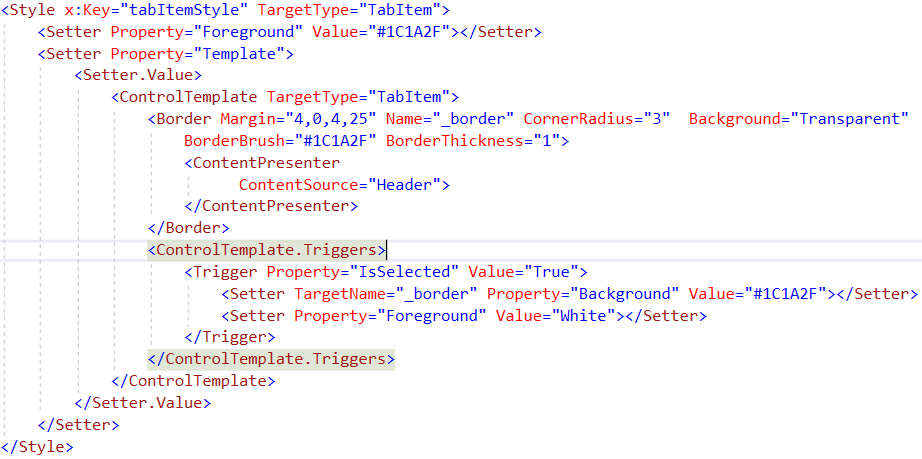 <Style x:Key="tabItemStyle" TargetType="TabItem">
    <Setter Property="Foreground" Value="#1C1A2F"></Setter>
    <Setter Property="Template">
        <Setter.Value>
            <ControlTemplate TargetType="TabItem">
                <Border Margin="4,0,4,25" Name="_border" CornerRadius="3"  Background="Transparent"
                    BorderBrush="#1C1A2F" BorderThickness="1">
                    <ContentPresenter
                          ContentSource="Header">
                    </ContentPresenter>
                </Border>
                <ControlTemplate.Triggers>
                    <Trigger Property="IsSelected" Value="True">
                        <Setter TargetName="_border" Property="Background" Value="#1C1A2F"></Setter>
                        <Setter Property="Foreground" Value="White"></Setter>
                    </Trigger>
                </ControlTemplate.Triggers>
            </ControlTemplate>
        </Setter.Value>
    </Setter>
</Style>